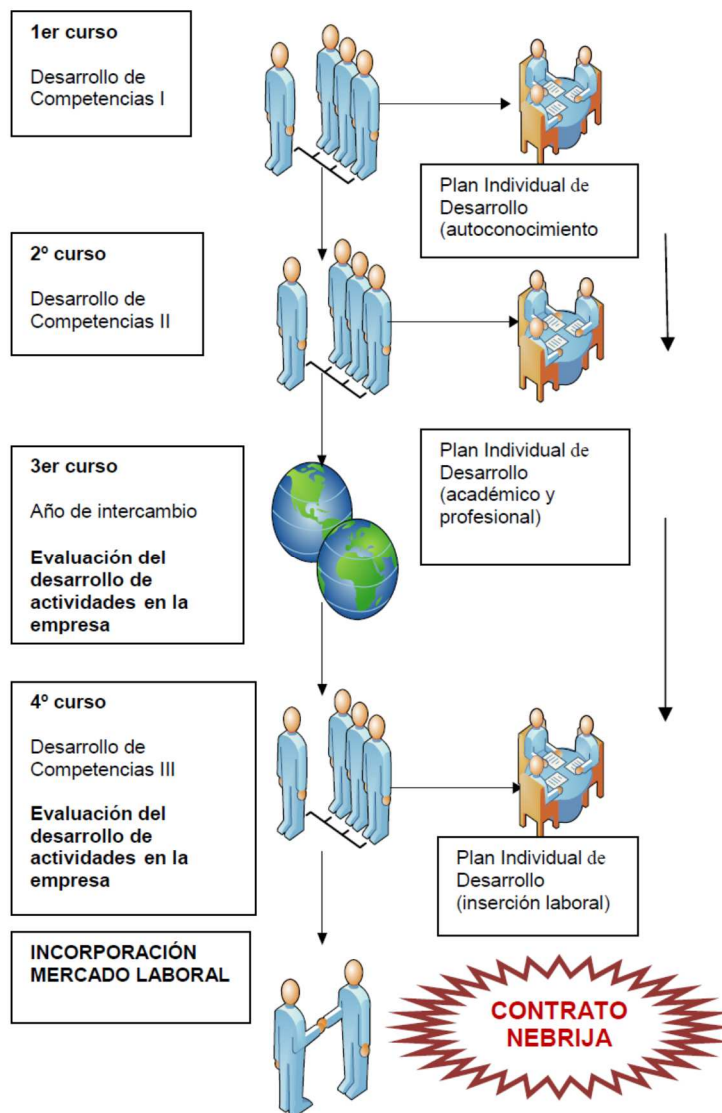 1er curso
Desarrollo de
Competencias I
Plan Individual de
Desarrollo
(autoconocimiento
2º curso
Desarrollo de
Competencias II
Plan Individual de
Desarrollo
(académico y
profesional)
3er curso
Año de intercambio
Evaluación del
desarrollo de
actividades en la
empresa
4º curso
Desarrollo de
Competencias III
Evaluación del
desarrollo de
actividades en la
empresa
Plan Individual de
Desarrollo
(inserción laboral)
INCORPORACIÓN
MERCADO LABORAL
CONTRATO
NEBRIJA